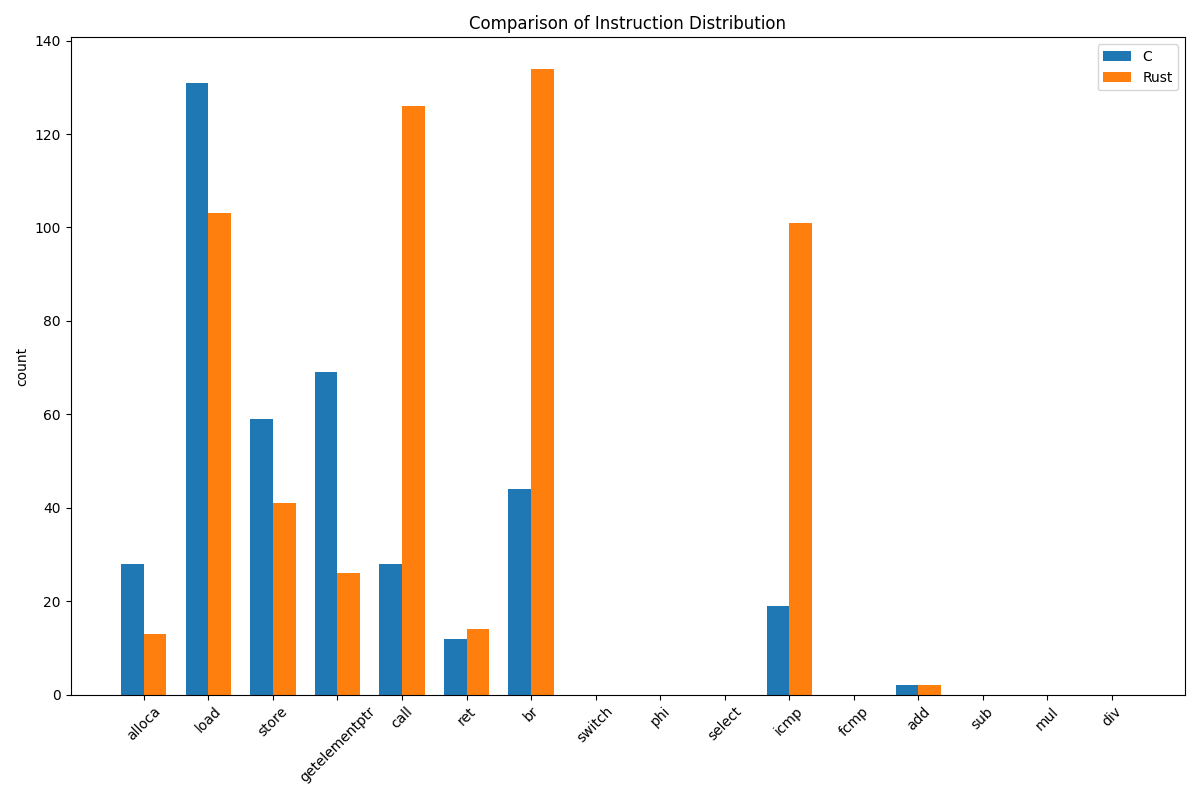 Comparison of Instruction Distribution
C
Rust
count
140
120
100
80
60
40
20
0
alloca
load
store
getelementptr
call
ret
br
switch
phi
select
icmp
fcmp
add
sub
mul
div